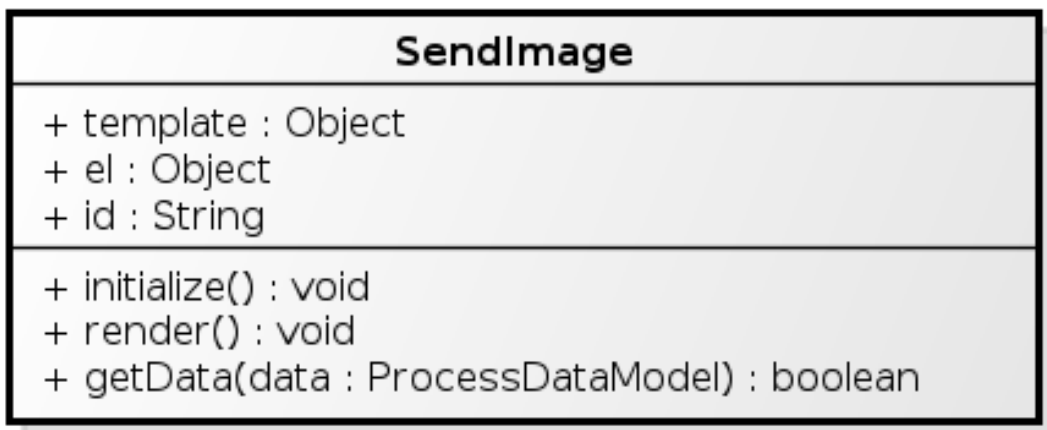 SendImage
+ template : Object
+ el : Object
+ id : String
+ initialize() : void
+ render() : void
+ getData(data : ProcessDataModel) : boolean